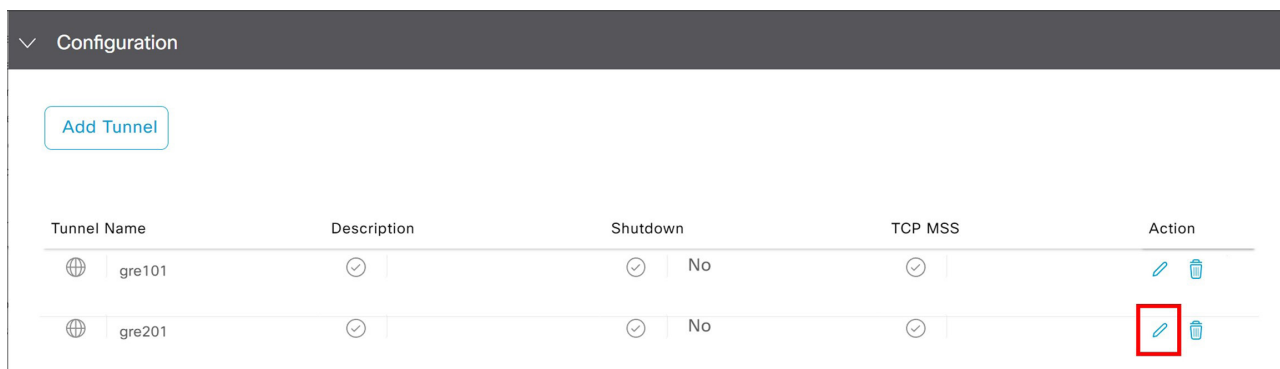 Configuration
Add Tunnel
Tunnel Name Description Shutdown TCP MSS Action
gre101 No
gre201 No